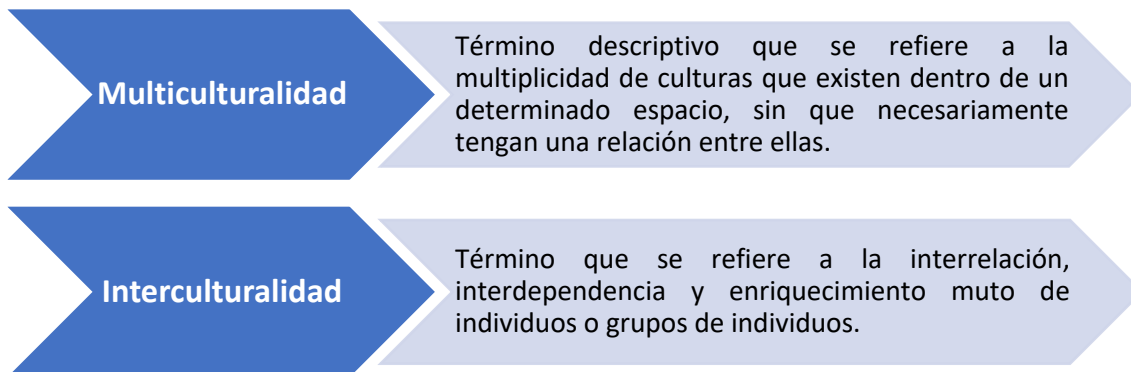 Multiculturalidad
Término descriptivo que se refiere a la
multiplicidad de culturas que existen dentro de un
determinado espacio, sin que necesariamente
tengan una relación entre ellas.
Interculturalidad
Término que se refiere a la interrelación,
interdependencia y enriquecimiento muto de
individuos o grupos de individuos.